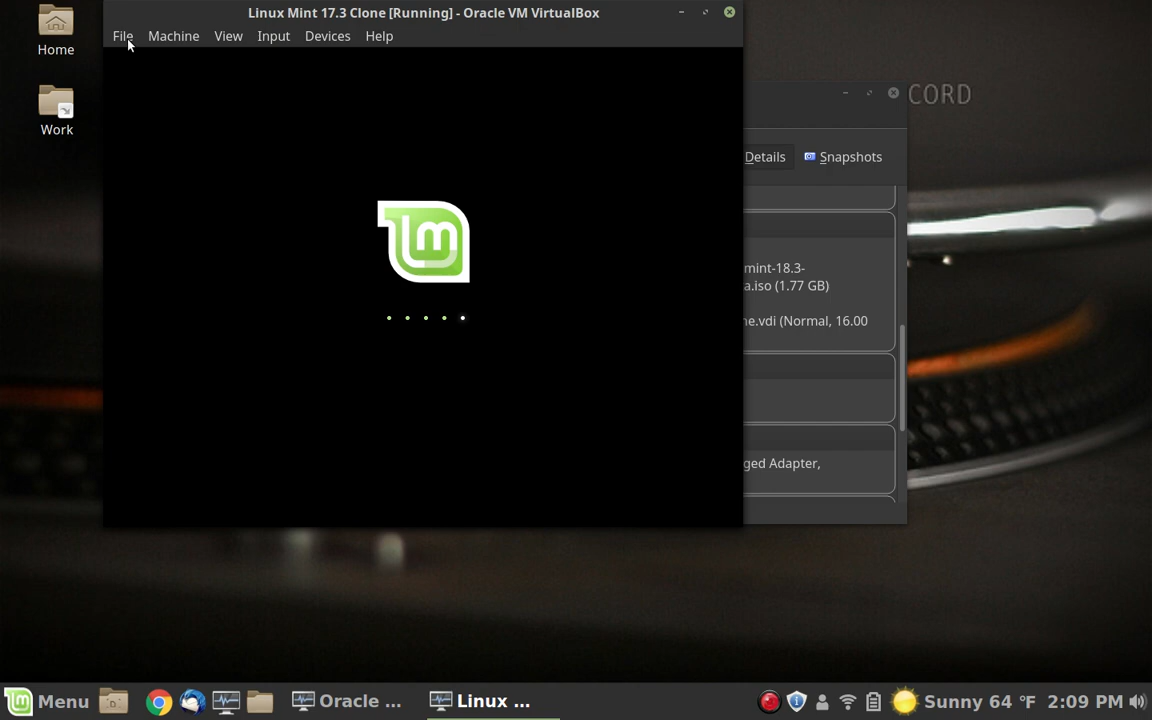 Linux Mint 17.3 Clone [Running] - Oracle VM VirtualBox
File Machine View Input Devices Help
Home
Work
CORD
Details Snapshots
mint-18.3-
a.iso (1.77 GB)
ne.vdi (Normal, 16.00
ged Adapter,
lm
Menu Oracle ... Linux ... Sunny 64 °F 2:09 PM